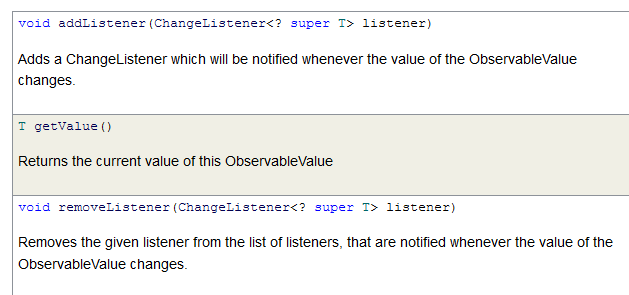 void addListener(ChangeListener<? super T> listener)
Adds a ChangeListener which will be notified whenever the value of the ObservableValue
changes.
T getValue()
Returns the current value of this ObservableValue
void removeListener(ChangeListener<? super T> listener)
Removes the given listener from the list of listeners, that are notified whenever the value of the
ObservableValue changes.